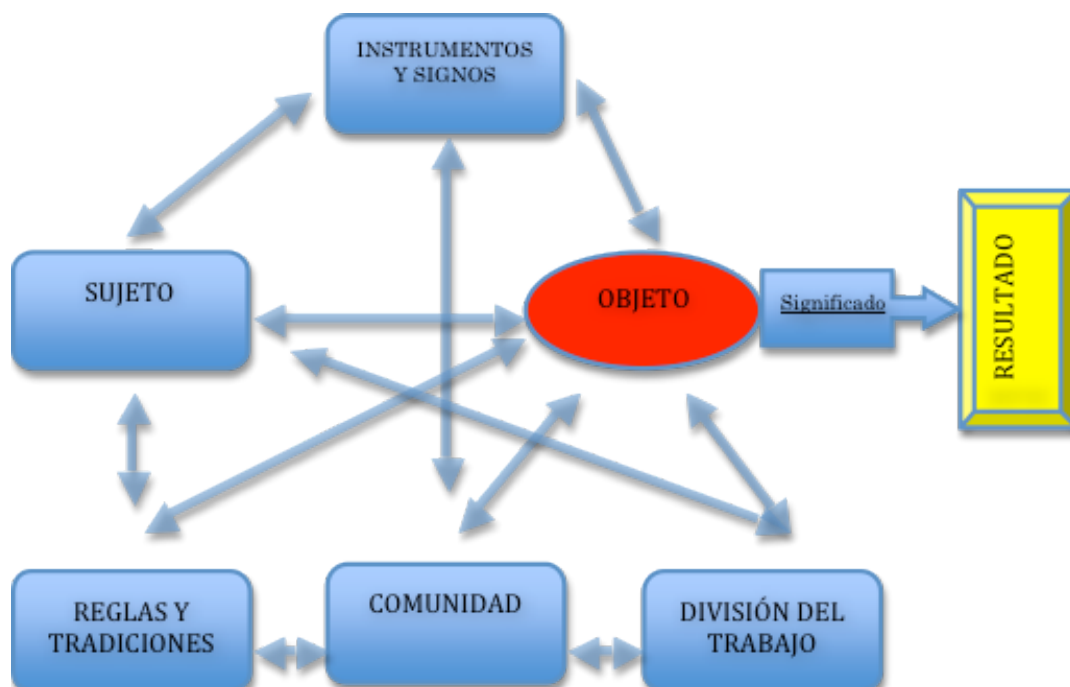 INSTRUMENTOS
Y SIGNOS
SUJETO
OBJETO
Significado
RESULTADO
REGLAS Y
TRADICIONES
COMUNIDAD
DIVISIÓN DEL
TRABAJO